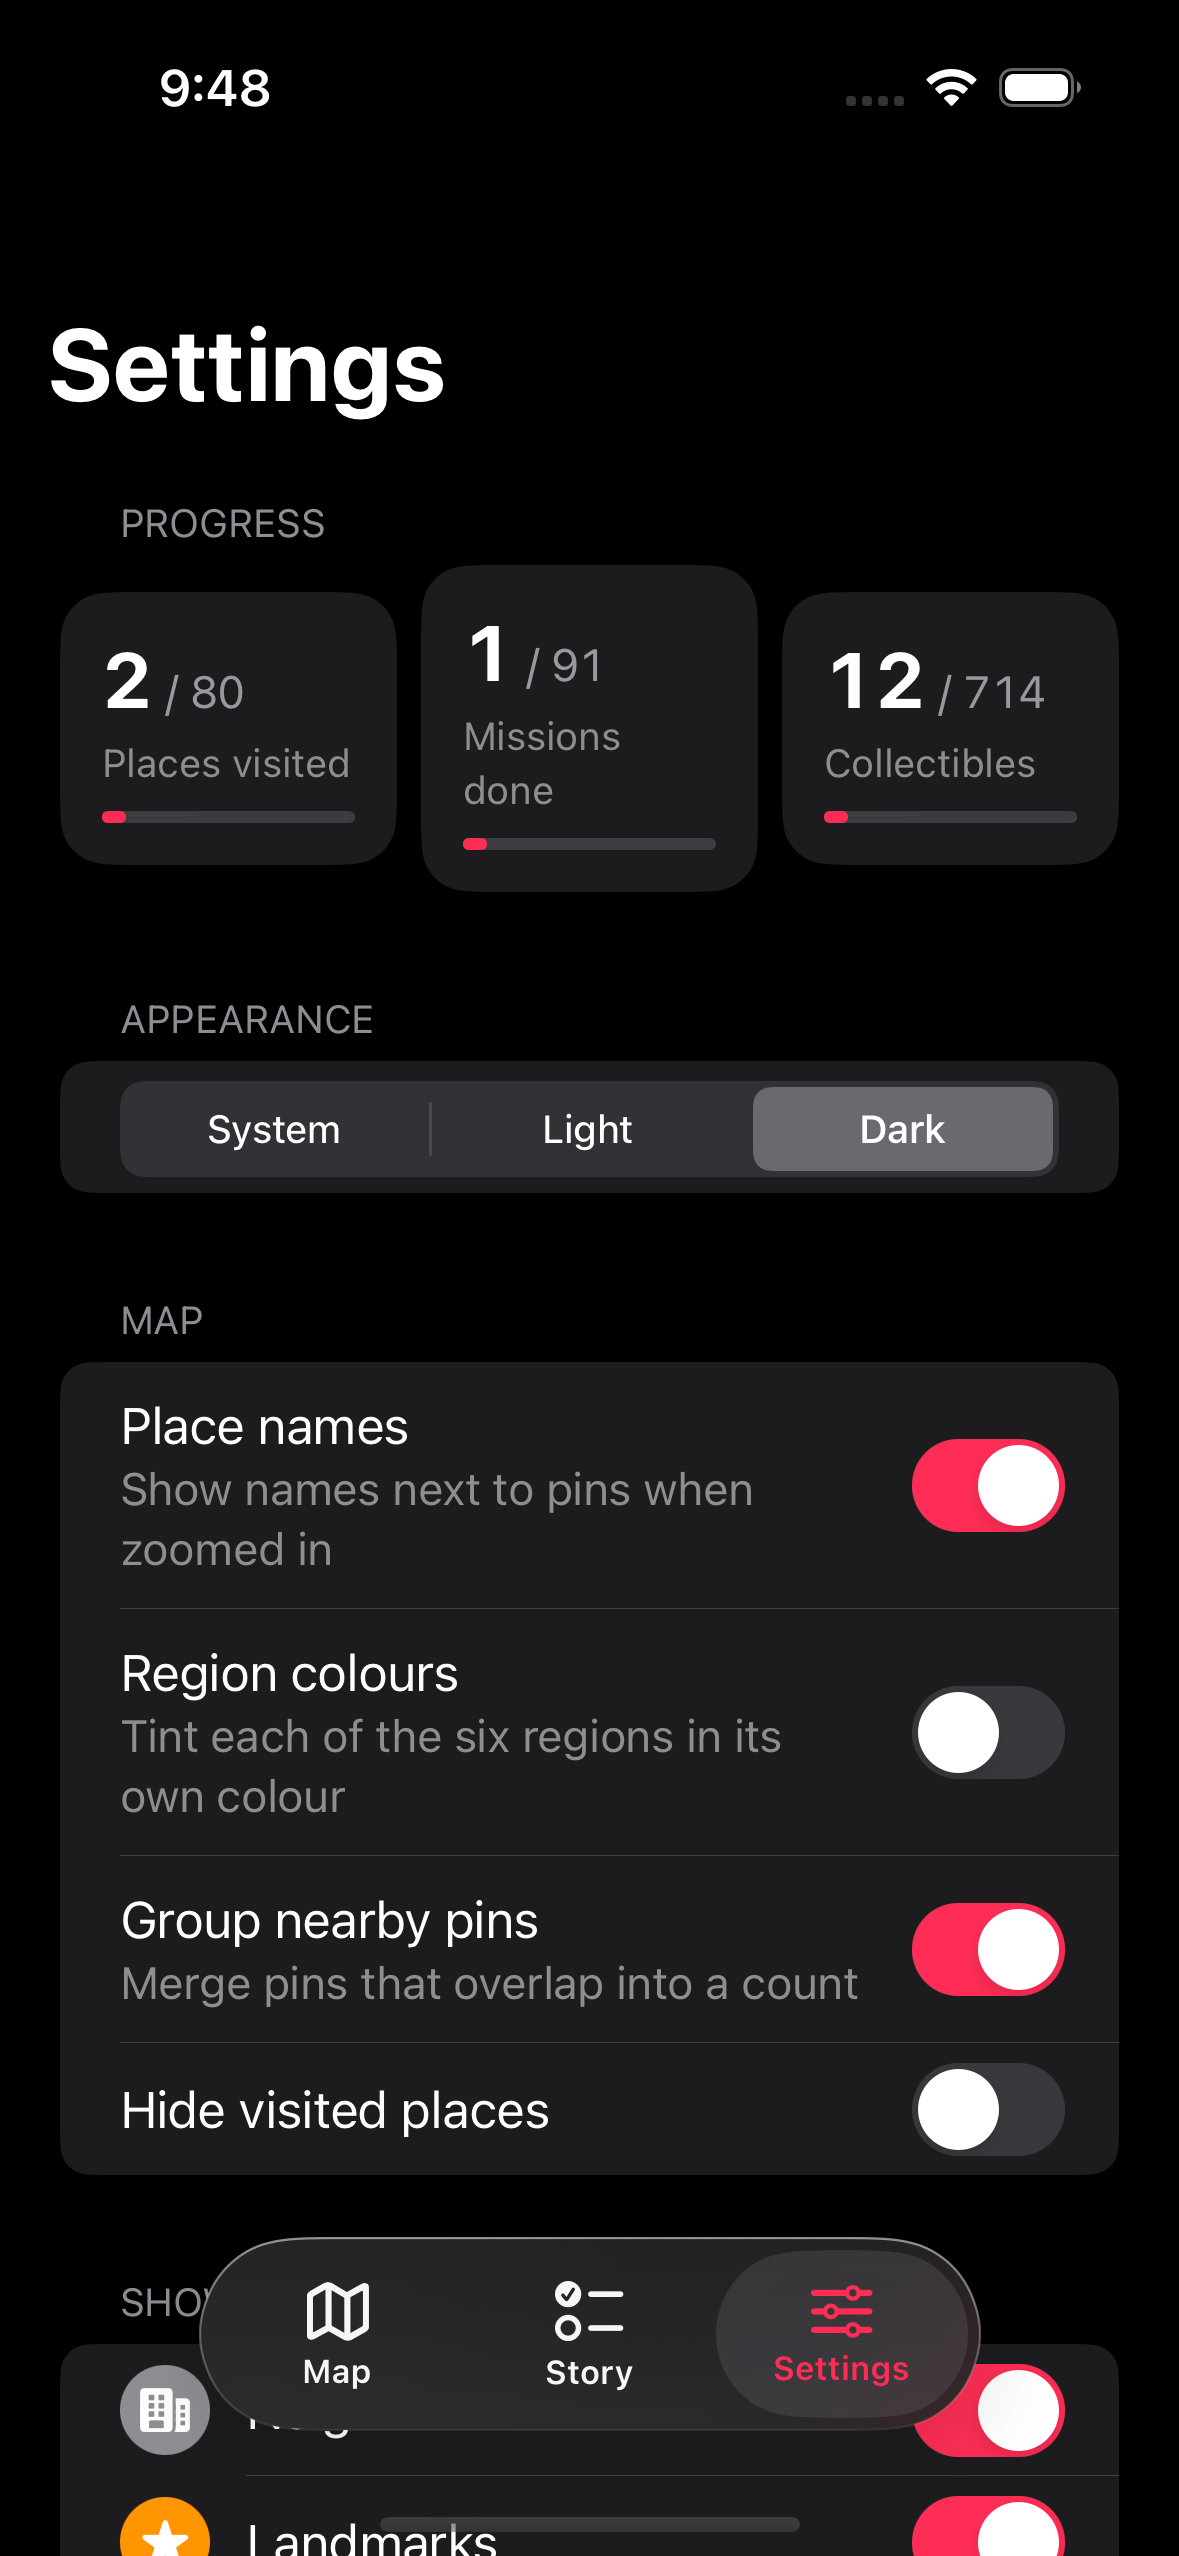 9:48
Settings
PROGRESS
2 / 80
Places visited
1 / 91
Missions
done
12 / 714
Collectibles
APPEARANCE
System
Light
Dark
MAP
Place names
Show names next to pins when
zoomed in
Region colours
Tint each of the six regions in its
own colour
Group nearby pins
Merge pins that overlap into a count
Hide visited places
Map
Story
Settings
Landmarks